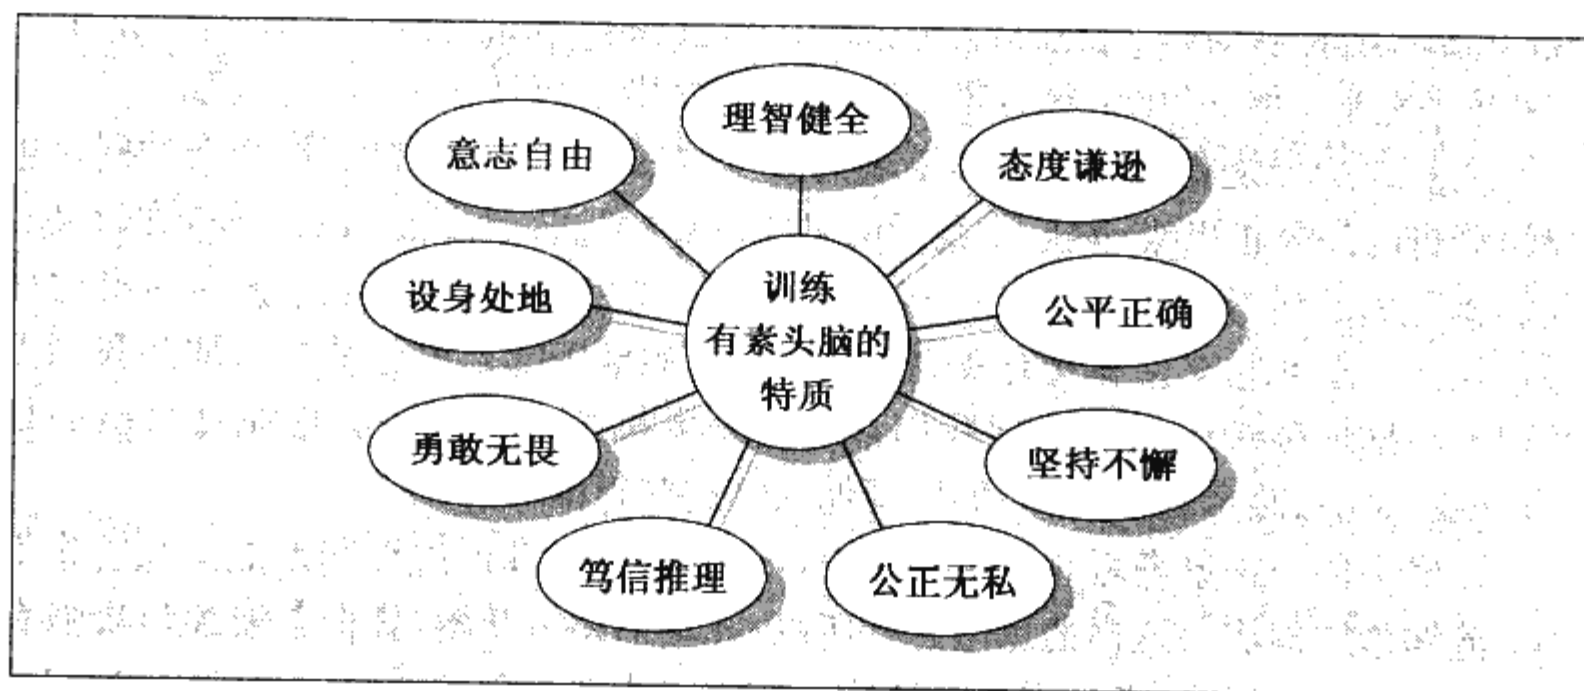 理智健全
意志自由
态度谦逊
设身处地
训练
有素头脑的
特质
公平正确
勇敢无畏
坚持不懈
笃信推理
公正无私